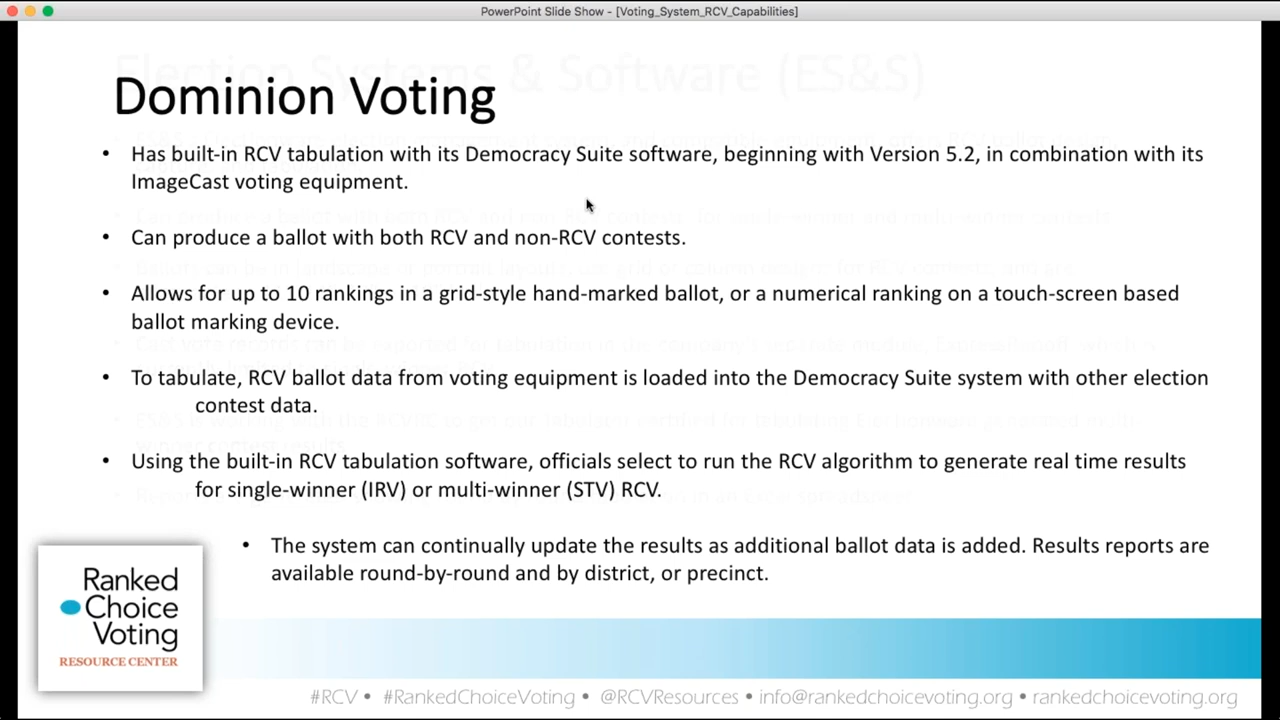 PowerPoint Slide Show - [Voting_System_RCV_Capabilities]
Election Systems & Software (ES&S)
Dominion Voting
• Has built-in RCV tabulation with its Democracy Suite software, beginning with Version 5.2, in combination with its
ImageCast voting equipment.
• Can produce a ballot with both RCV and non-RCV contests.
• Allows for up to 10 rankings in a grid-style hand-marked ballot, or a numerical ranking on a touch-screen based
ballot marking device.
• To tabulate, RCV ballot data from voting equipment is loaded into the Democracy Suite system with other election
contest data.
• Using the built-in RCV tabulation software, officials select to run the RCV algorithm to generate real time results
for single-winner (IRV) or multi-winner (STV) RCV.
• The system can continually update the results as additional ballot data is added. Results reports are
available round-by-round and by district, or precinct.
Ranked
Choice
Voting
RESOURCE CENTER
#RCV • #RankedChoiceVoting • @RCVResources • info@rankedchoicevoting.org • rankedchoicevoting.org